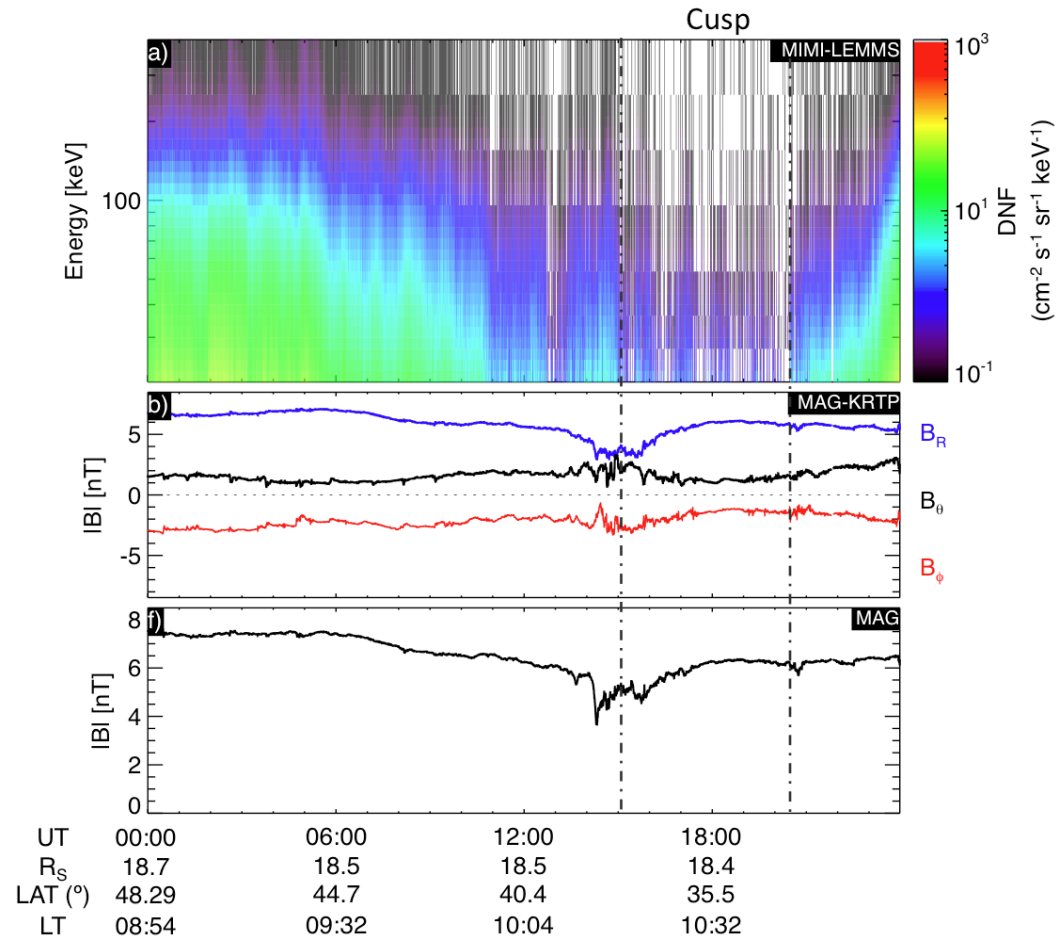 Cusp
a)
MIMI-LEMMS
Energy [keV]
100
10³
10¹
10⁻¹
DNF
(cm⁻² s⁻¹ sr⁻¹ keV⁻¹)
b)
MAG-KRTP
|B| [nT]
5
0
-5
B_R
B_θ
B_ϕ
f)
MAG
|B| [nT]
8
6
4
2
0
UT 00:00 06:00 12:00 18:00
R_S 18.7 18.5 18.5 18.4
LAT (°) 48.29 44.7 40.4 35.5
LT 08:54 09:32 10:04 10:32